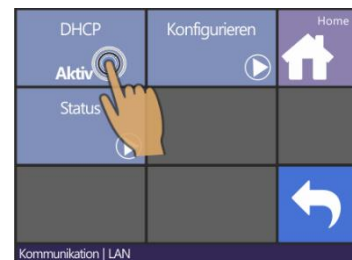 DHCP
Aktiv
Konfigurieren
Home
Status
Kommunikation | LAN